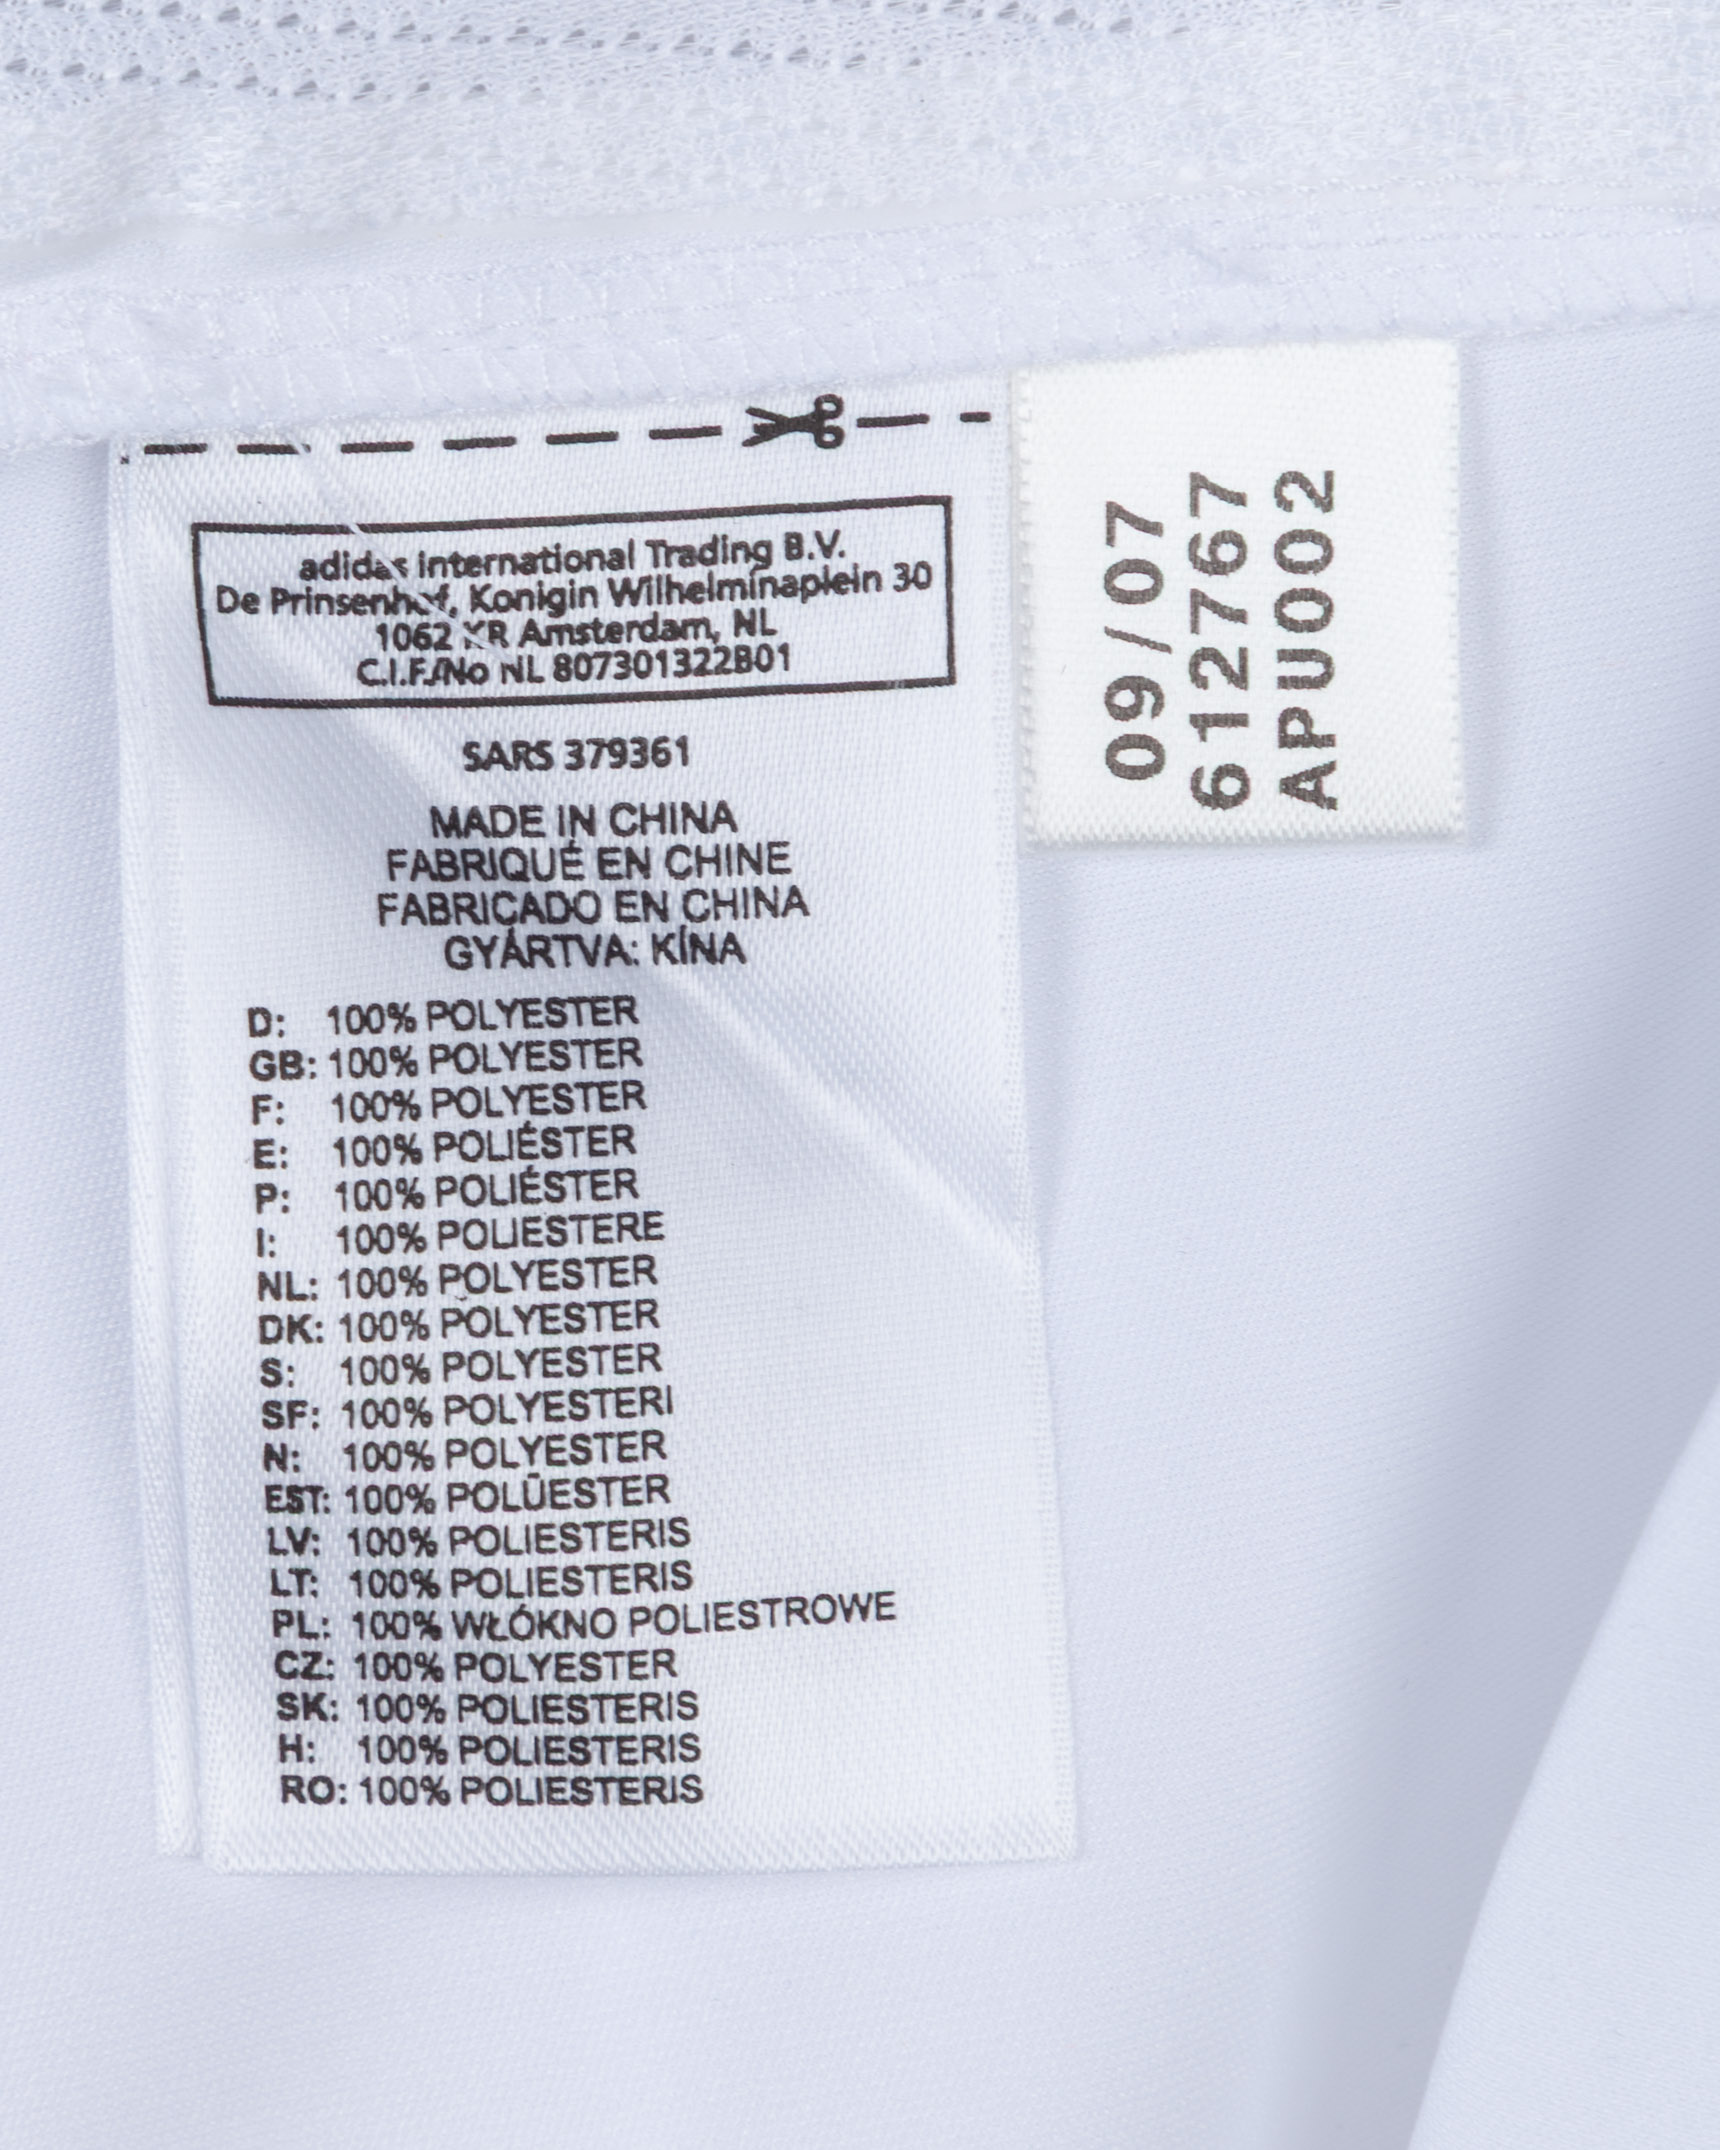 adidas International Trading B.V.
De Prinsenhof, Konigin Wilhelminaplein 30
1062 XR Amsterdam, NL
C.I.F./No NL 807301322B01
SARS 379361
MADE IN CHINA
FABRIQUÉ EN CHINE
FABRICADO EN CHINA
GYÁRTVA: KÍNA
D: 100% POLYESTER
GB: 100% POLYESTER
F: 100% POLYESTER
E: 100% POLIÉSTER
P: 100% POLIÉSTER
I: 100% POLIESTERE
NL: 100% POLYESTER
DK: 100% POLYESTER
S: 100% POLYESTER
SF: 100% POLYESTERI
N: 100% POLYESTER
EST: 100% POLÜESTER
LV: 100% POLIESTERIS
LT: 100% POLIESTERIS
PL: 100% WŁÓKNO POLIESTROWE
CZ: 100% POLYESTER
SK: 100% POLIESTERIS
H: 100% POLIESTERIS
RO: 100% POLIESTERIS
09/07
612767
APU002